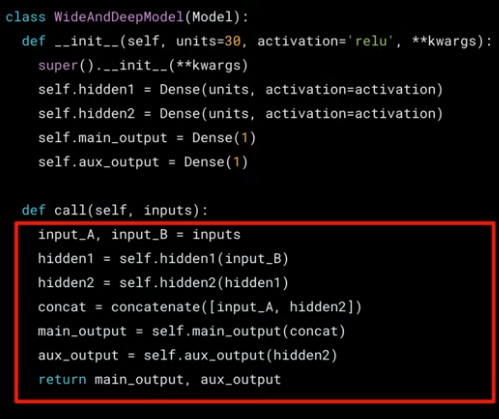 class WideAndDeepModel(Model):
def __init__(self, units=30, activation='relu', **kwargs):
super().__init__(**kwargs)
self.hidden1 = Dense(units, activation=activation)
self.hidden2 = Dense(units, activation=activation)
self.main_output = Dense(1)
self.aux_output = Dense(1)
def call(self, inputs):
input_A, input_B = inputs
hidden1 = self.hidden1(input_B)
hidden2 = self.hidden2(hidden1)
concat = concatenate([input_A, hidden2])
main_output = self.main_output(concat)
aux_output = self.aux_output(hidden2)
return main_output, aux_output